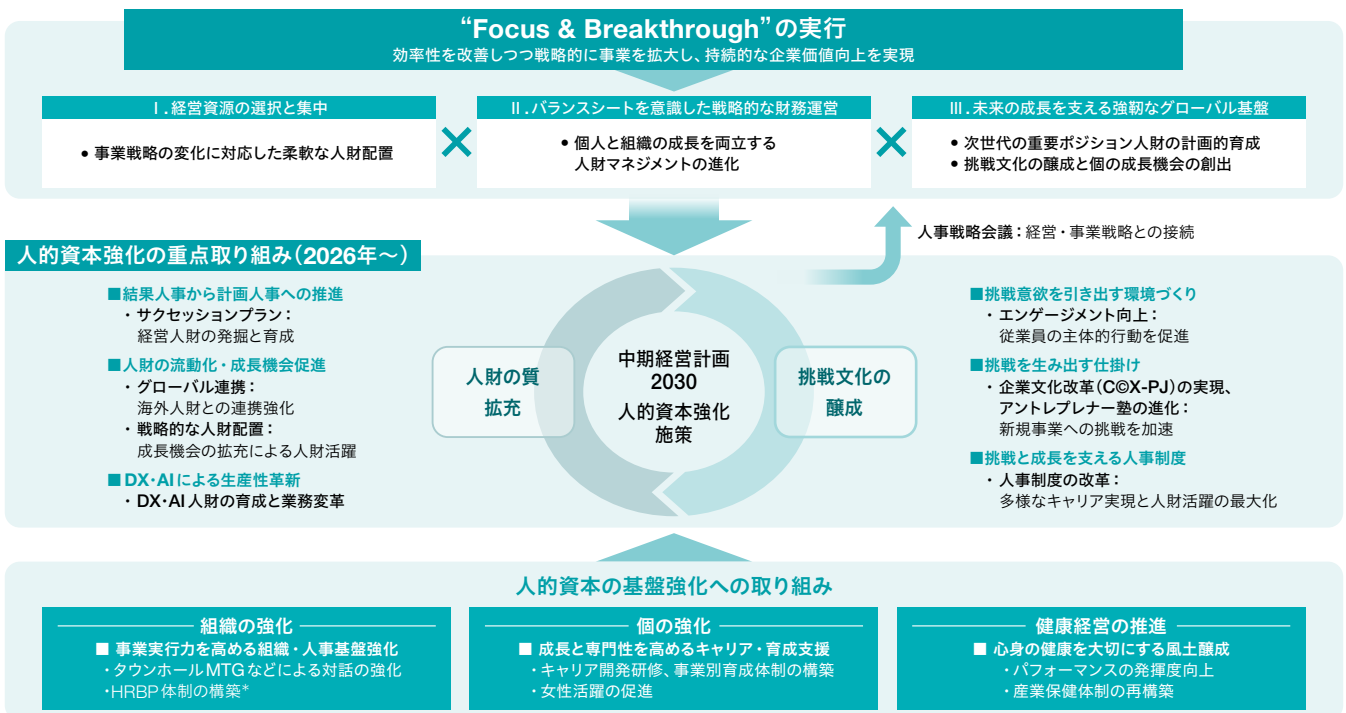 “Focus & Breakthrough”の実行
効率性を改善しつつ戦略的に事業を拡大し、持続的な企業価値向上を実現
Ⅰ.経営資源の選択と集中
• 事業戦略の変化に対応した柔軟な人財配置
×
Ⅱ.バランスシートを意識した戦略的な財務運営
• 個人と組織の成長を両立する
人財マネジメントの進化
×
Ⅲ.未来の成長を支える強靭なグローバル基盤
• 次世代の重要ポジション人財の計画的育成
• 挑戦文化の醸成と個の成長機会の創出
人事戦略会議：経営・事業戦略との接続
人的資本強化の重点取り組み（2026年～）
■結果人事から計画人事への推進
・サクセッションプラン：
経営人財の発掘と育成
■人財の流動化・成長機会促進
・グローバル連携：
海外人財との連携強化
・戦略的な人財配置：
成長機会の拡充による人財活躍
■DX・AIによる生産性革新
・DX・AI人財の育成と業務変革
人財の質
拡充
中期経営計画
2030
人的資本強化
施策
挑戦文化の
醸成
■挑戦意欲を引き出す環境づくり
・エンゲージメント向上：
従業員の主体的行動を促進
■挑戦を生み出す仕掛け
・企業文化改革（C©X-PJ）の実現、
アントレプレナー塾の進化：
新規事業への挑戦を加速
■挑戦と成長を支える人事制度
・人事制度の改革：
多様なキャリア実現と人財活躍の最大化
人的資本の基盤強化への取り組み
組織の強化
■ 事業実行力を高める組織・人事基盤強化
・タウンホールMTGなどによる対話の強化
・HRBP体制の構築*
個の強化
■ 成長と専門性を高めるキャリア・育成支援
・キャリア開発研修、事業別育成体制の構築
・女性活躍の促進
健康経営の推進
■ 心身の健康を大切にする風土醸成
・パフォーマンスの発揮度向上
・産業保健体制の再構築